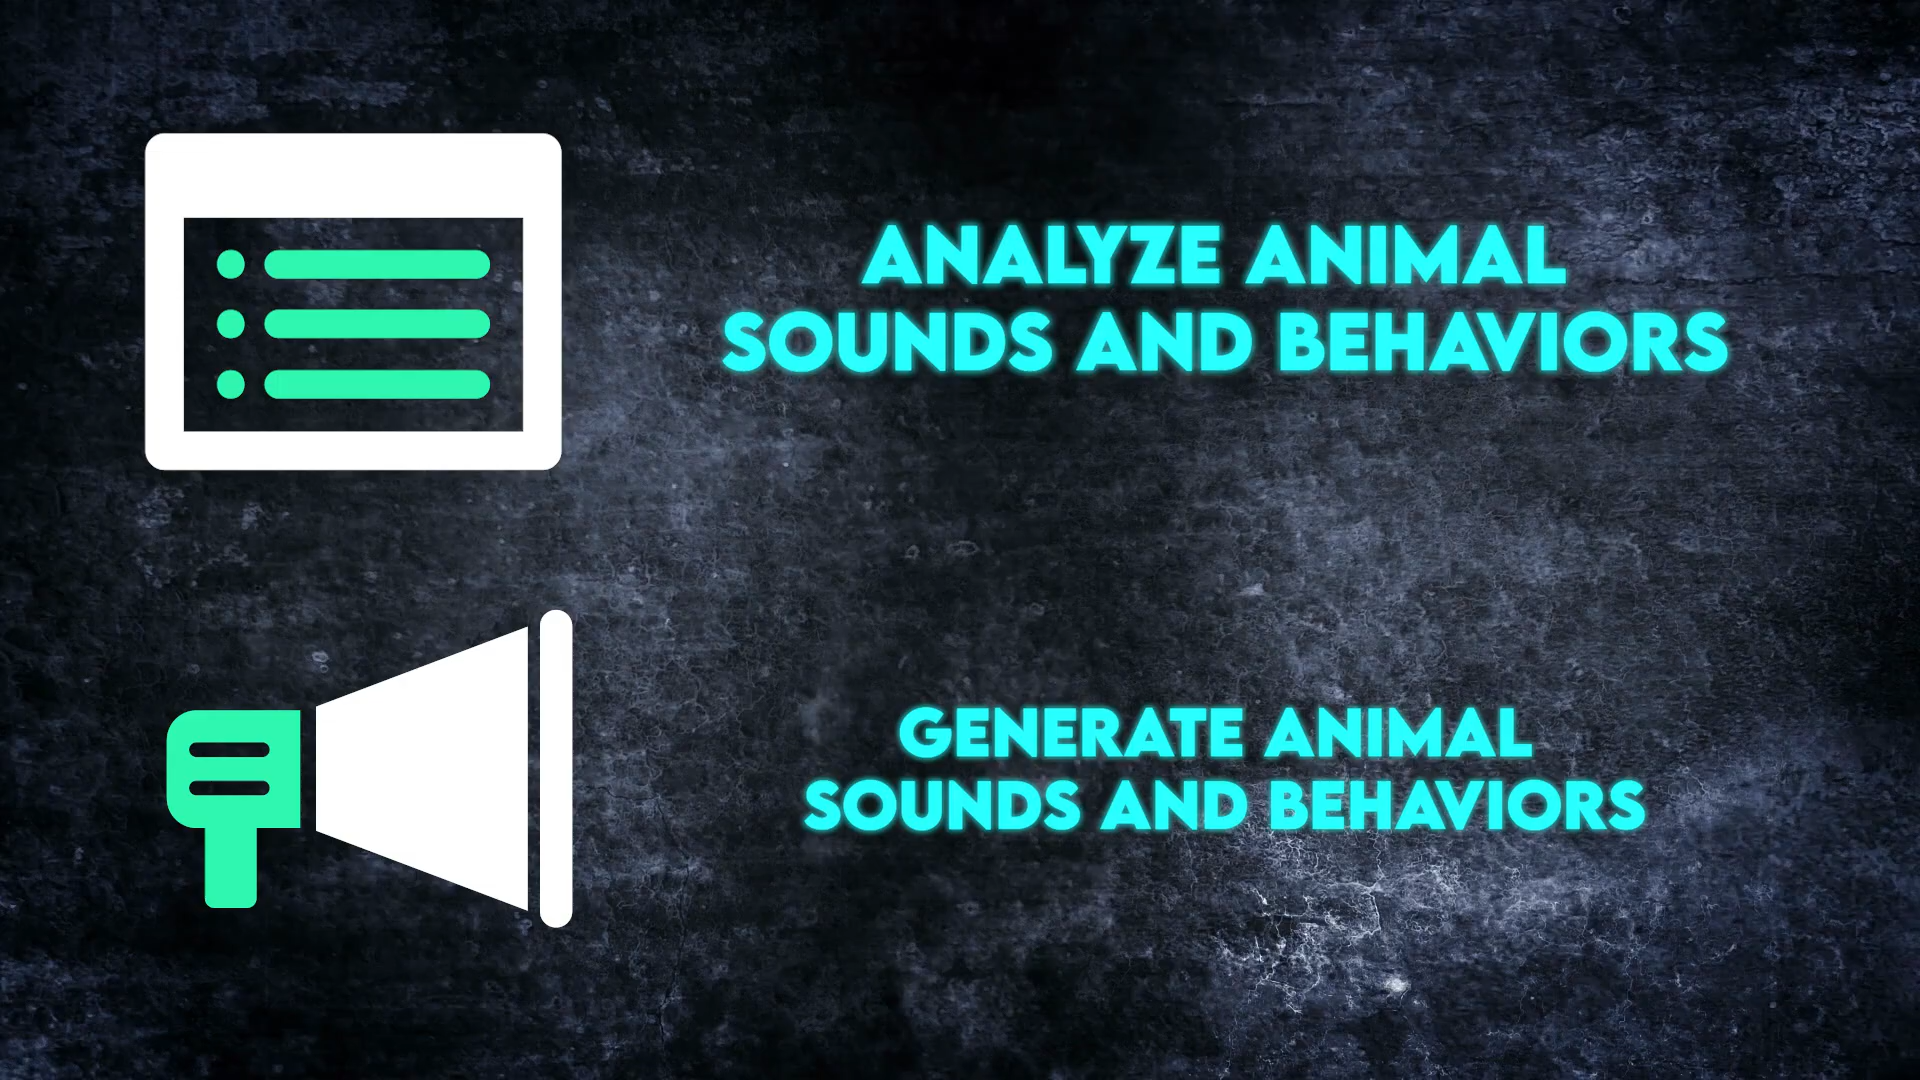 ANALYZE ANIMAL
SOUNDS AND BEHAVIORS
GENERATE ANIMAL
SOUNDS AND BEHAVIORS